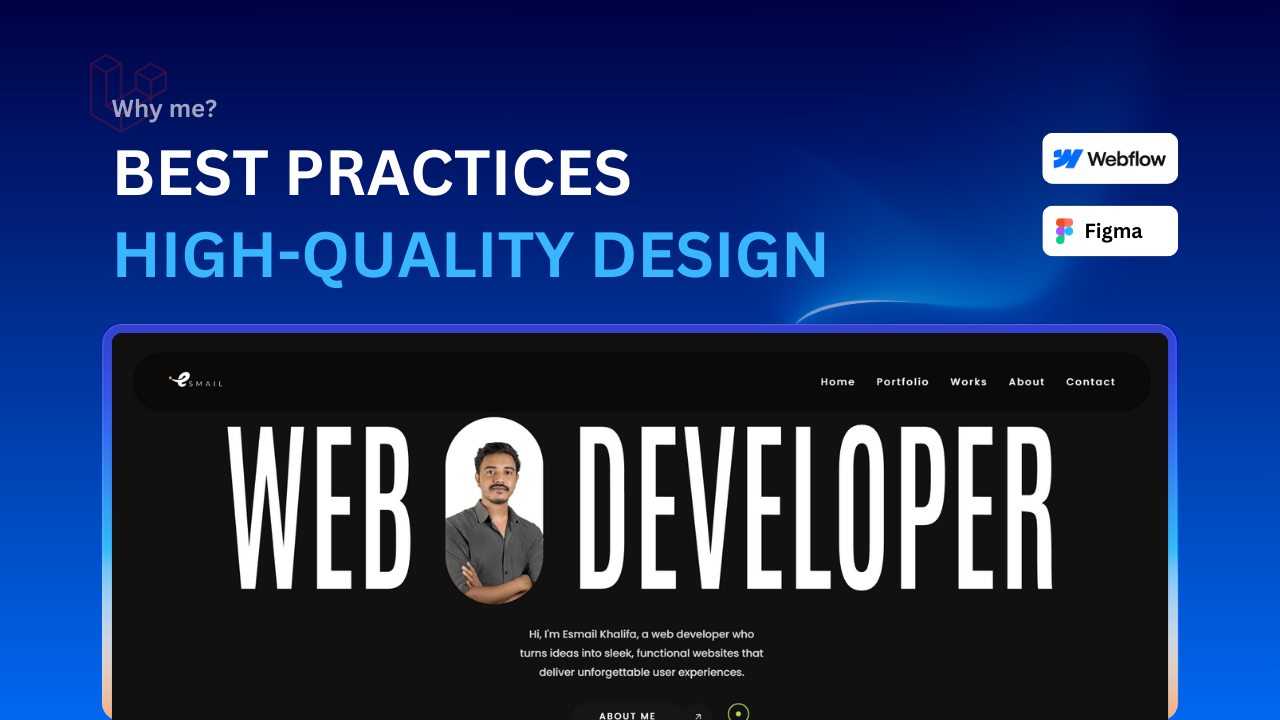 Why me?
BEST PRACTICES
HIGH-QUALITY DESIGN
Webflow
Figma
eSMAIL
Home Portfolio Works About Contact
WEB DEVELOPER
Hi, I'm Esmail Khalifa, a web developer who
turns ideas into sleek, functional websites that
deliver unforgettable user experiences.
ABOUT ME